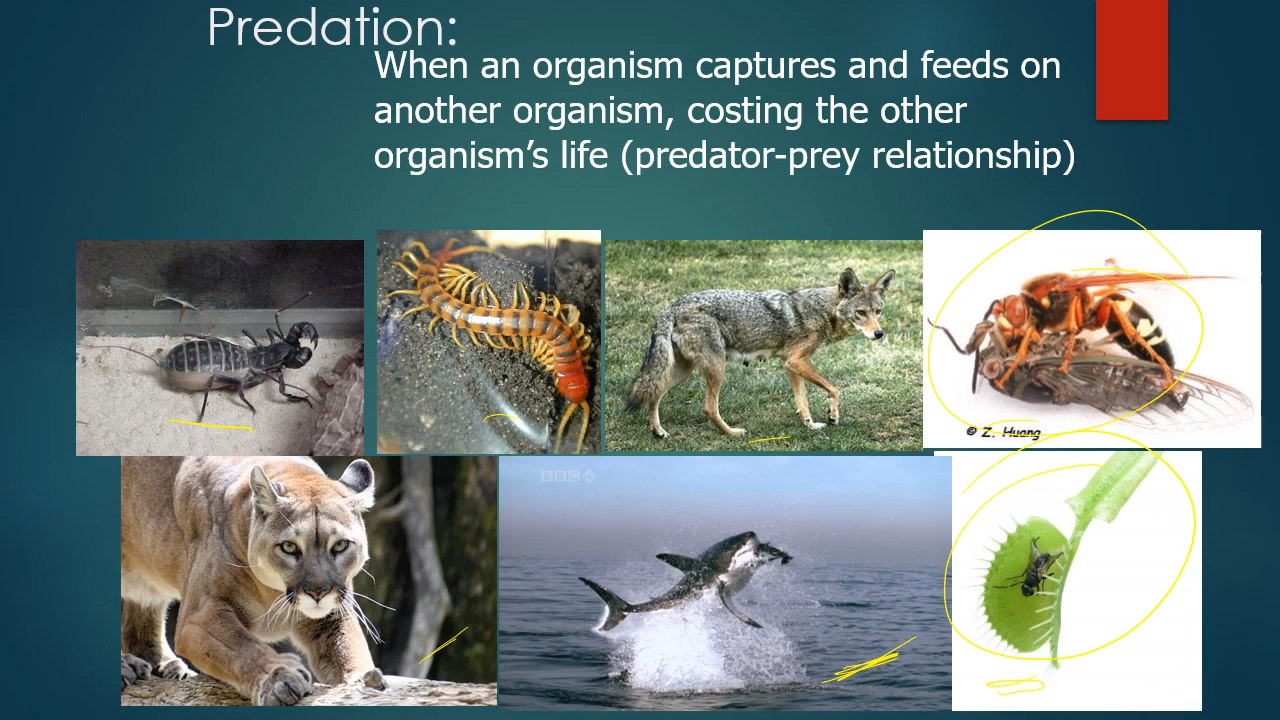 Predation:
When an organism captures and feeds on
another organism, costing the other
organism’s life (predator-prey relationship)
© Z. Huang
BBC